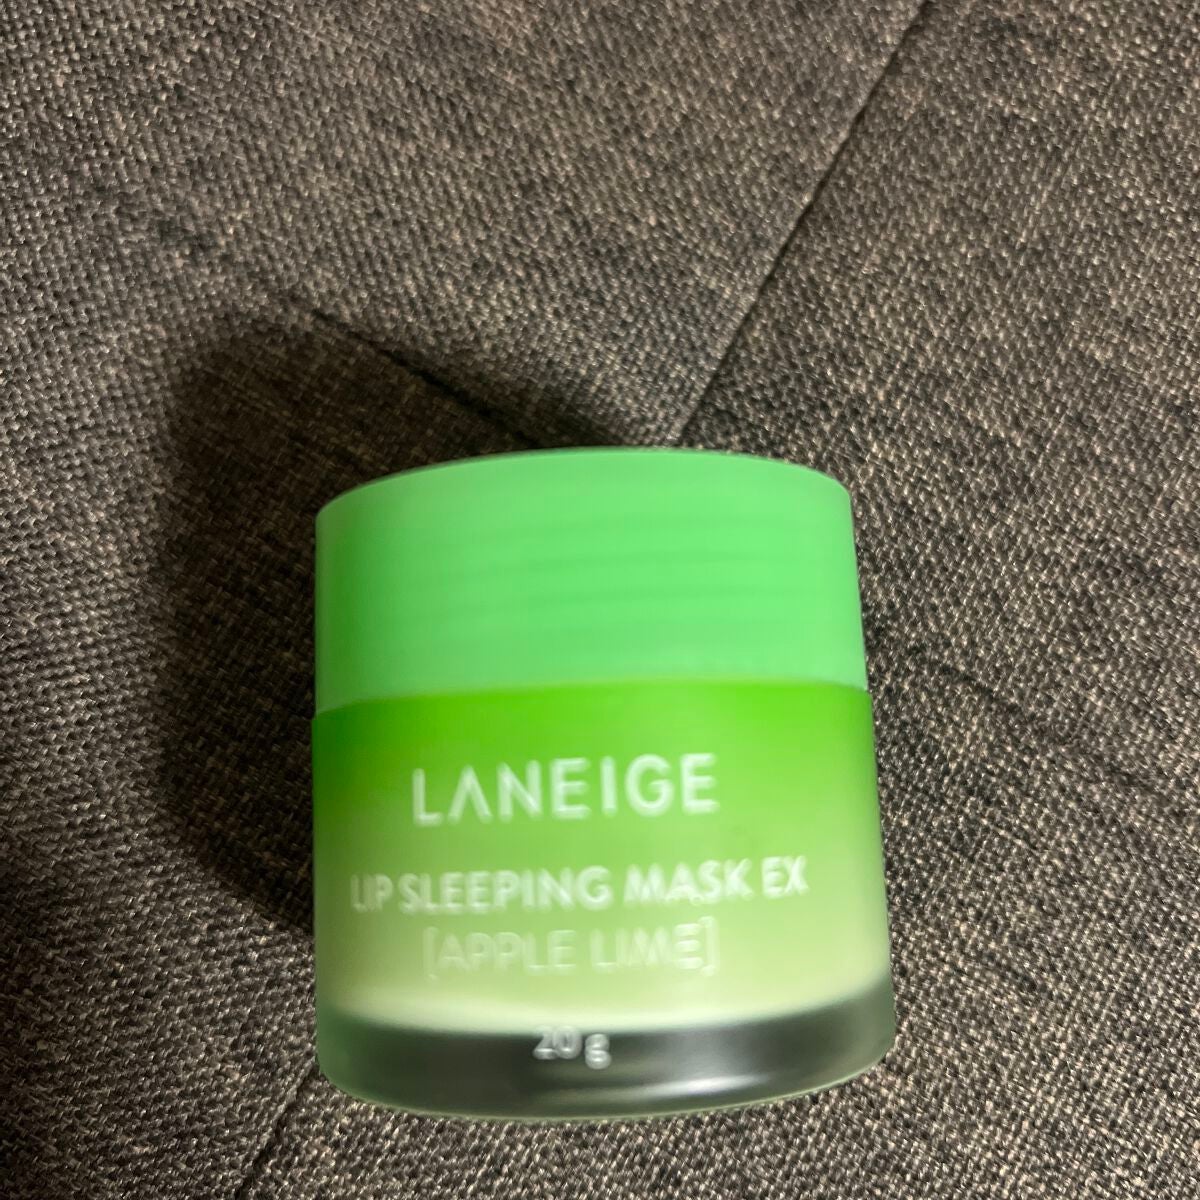 LANEIGE
LIP SLEEPING MASK EX
[APPLE LIME]
20 g